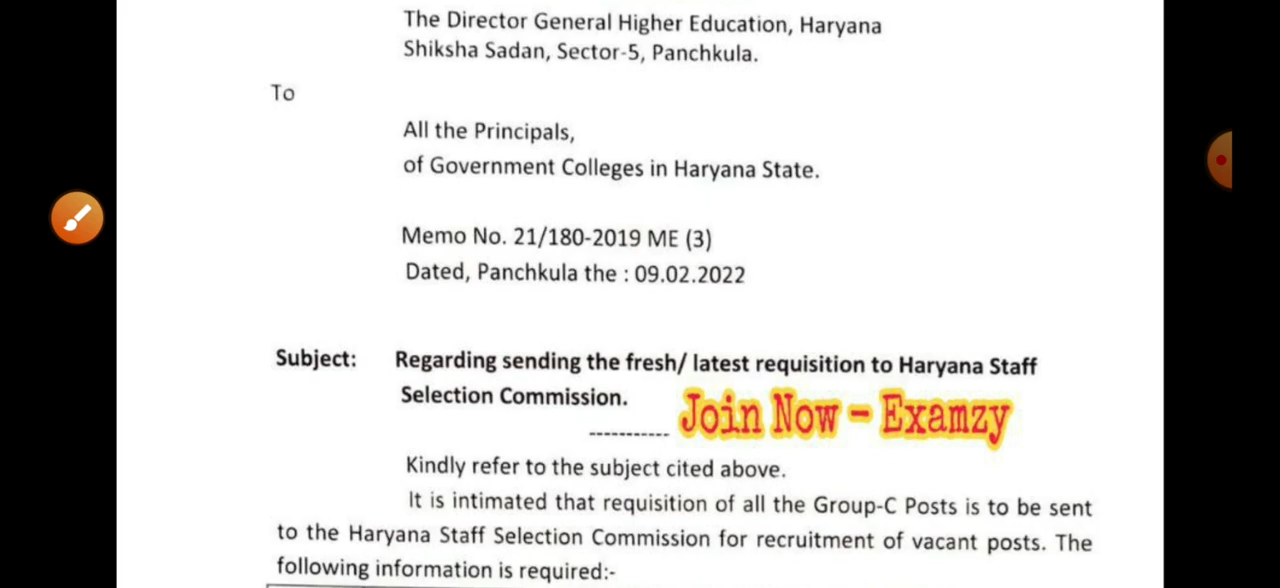 The Director General Higher Education, Haryana
Shiksha Sadan, Sector-5, Panchkula.
To
All the Principals,
of Government Colleges in Haryana State.
Memo No. 21/180-2019 ME (3)
Dated, Panchkula the : 09.02.2022
Subject: Regarding sending the fresh/ latest requisition to Haryana Staff
Selection Commission.
Join Now - Examzy
-----------
Kindly refer to the subject cited above.
It is intimated that requisition of all the Group-C Posts is to be sent
to the Haryana Staff Selection Commission for recruitment of vacant posts. The
following information is required:-